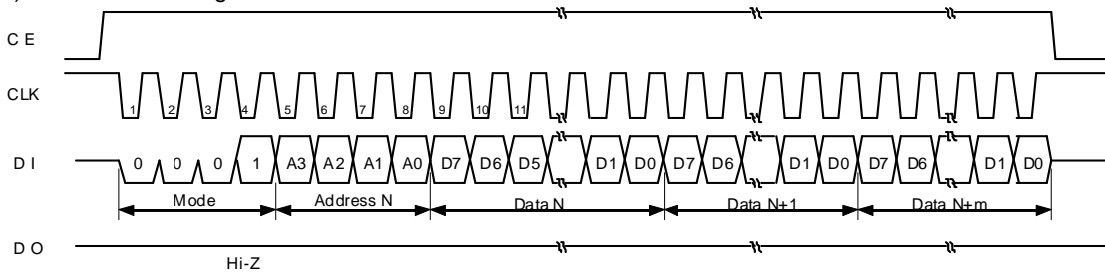 C E
CLK 1 2 3 4 5 6 7 8 9 10 11
D I 0 0 0 1 A3 A2 A1 A0 D7 D6 D5 D1 D0 D7 D6 D1 D0 D7 D6 D1 D0
Mode Address N Data N Data N+1 Data N+m
D O
Hi-Z